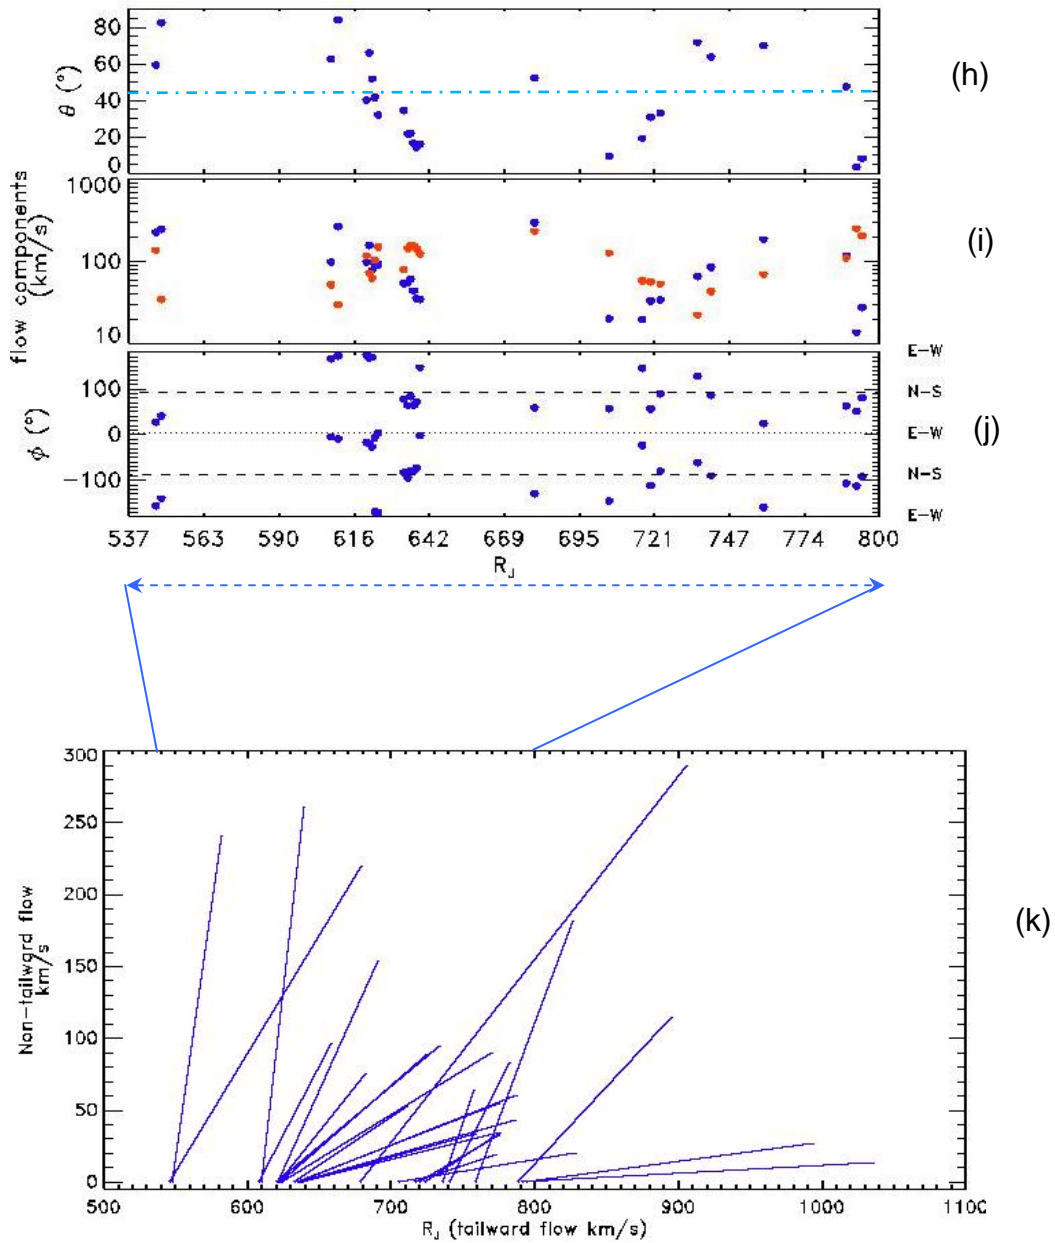 80
60
40
20
0
θ (°)
(h)
1000
100
10
flow components
(km/s)
(i)
100
0
−100
ϕ (°)
E−W
N−S
E−W
N−S
E−W
(j)
537 563 590 616 642 669 695 721 747 774 800
RJ
300
250
200
150
100
50
0
Non-tailward flow
km/s
(k)
500 600 700 800 900 1000 1100
RJ (tailward flow km/s)